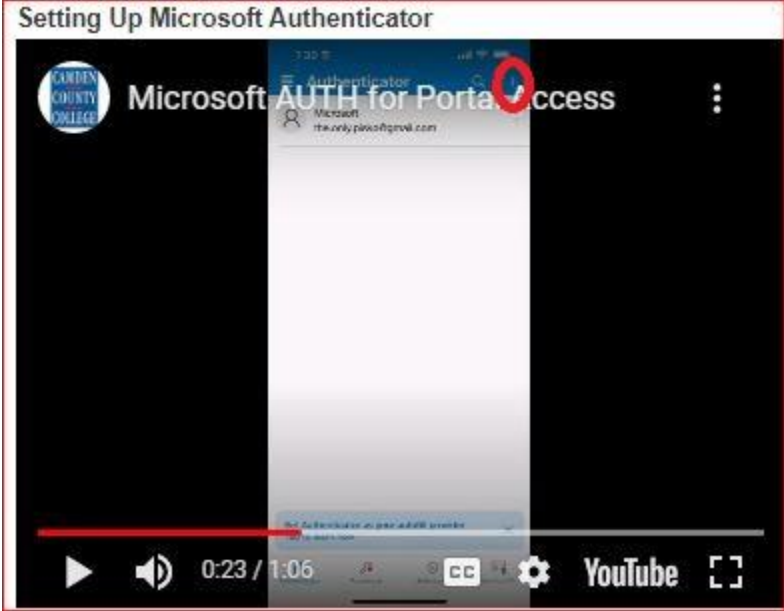 Setting Up Microsoft Authenticator
CAMDEN
COUNTY
COLLEGE
Microsoft AUTH for Portal Access
Authenticator
Microsoft
0:23 / 1:06
CC
YouTube